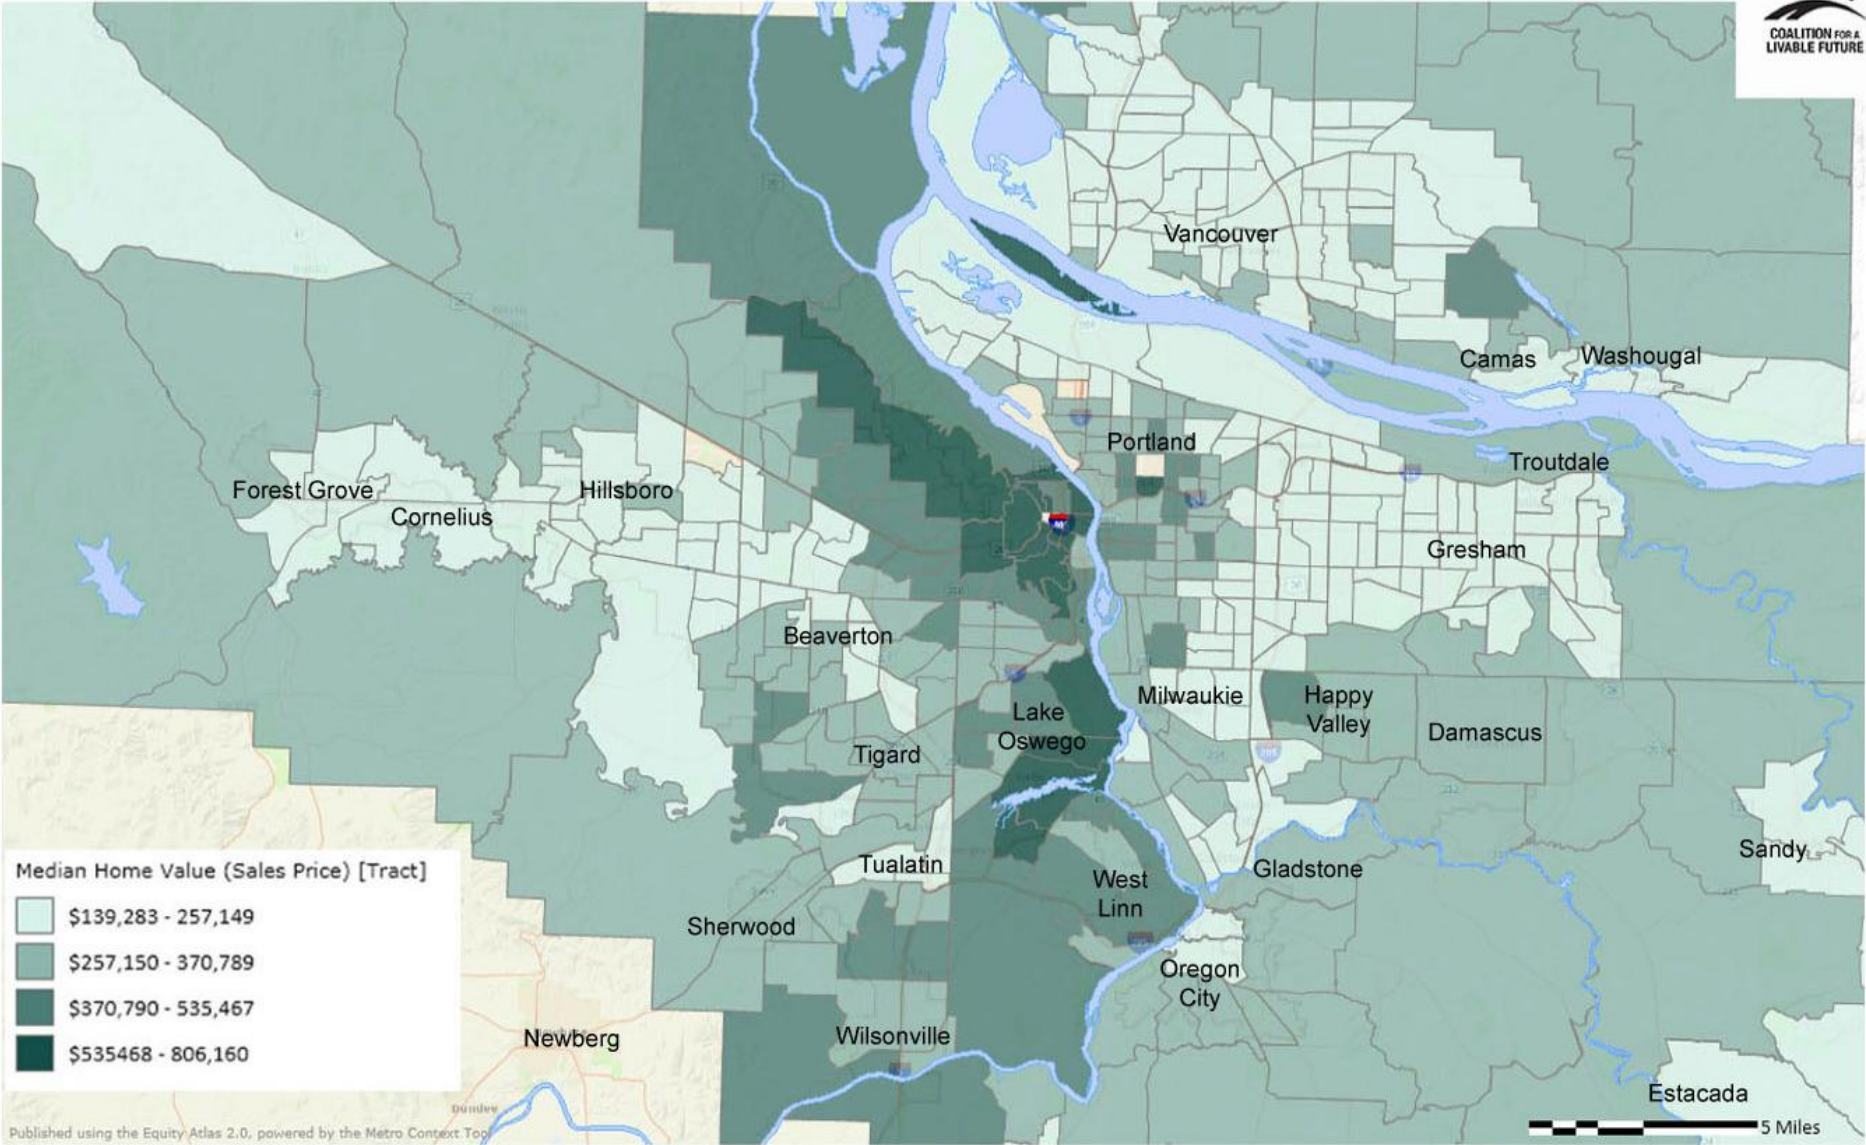 COALITION FOR A
LIVABLE FUTURE
Vancouver
Camas
Washougal
Portland
Troutdale
Forest Grove
Hillsboro
Cornelius
Gresham
Beaverton
Milwaukie
Happy
Valley
Lake
Oswego
Damascus
Tigard
Sandy
Tualatin
Gladstone
West
Linn
Sherwood
Oregon
City
Wilsonville
Newberg
Estacada
Dundee
Median Home Value (Sales Price) [Tract]
$139,283 - 257,149
$257,150 - 370,789
$370,790 - 535,467
$535468 - 806,160
5 Miles
Published using the Equity Atlas 2.0, powered by the Metro Context Tool